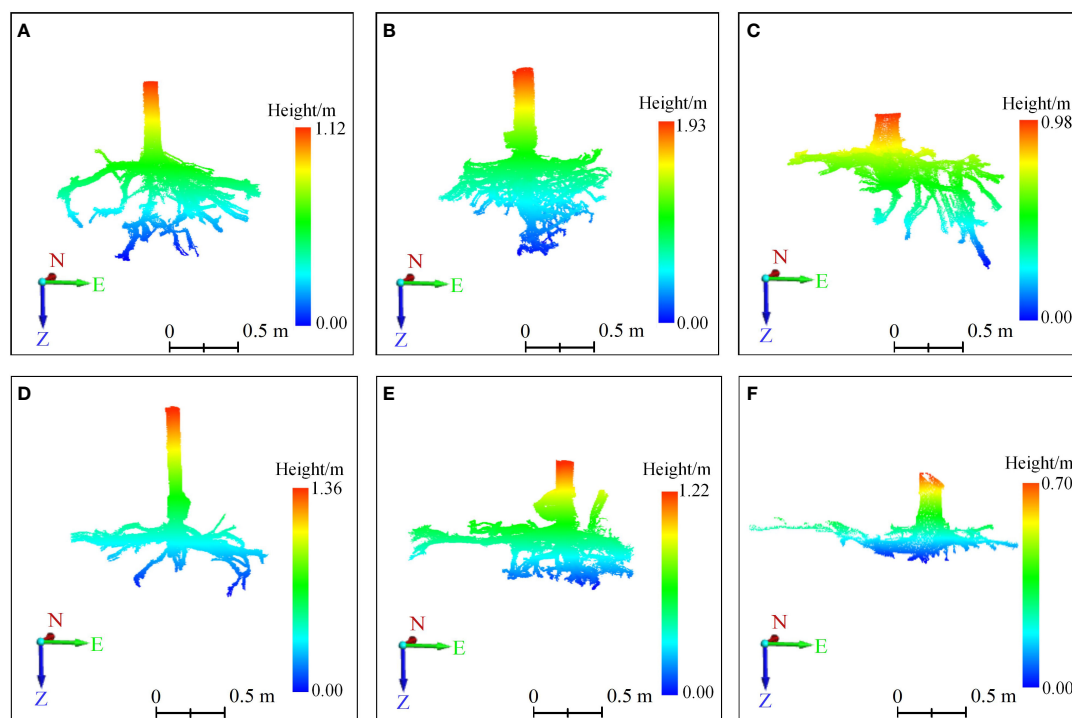 A
Height/m
1.12
0.00
N
E
Z
0 0.5 m
B
Height/m
1.93
0.00
N
E
Z
0 0.5 m
C
Height/m
0.98
0.00
N
E
Z
0 0.5 m
D
Height/m
1.36
0.00
N
E
Z
0 0.5 m
E
Height/m
1.22
0.00
N
E
Z
0 0.5 m
F
Height/m
0.70
0.00
N
E
Z
0 0.5 m